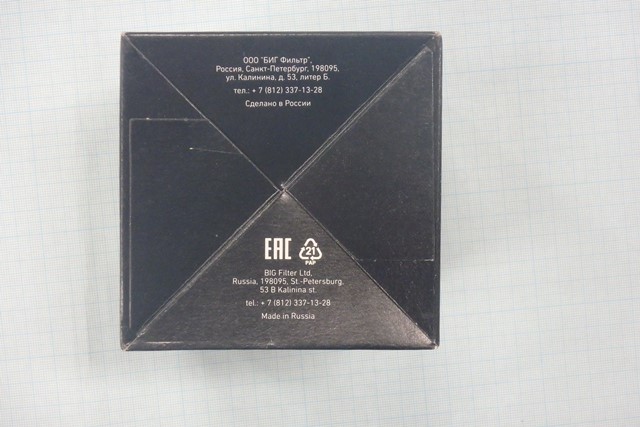 ООО "БИГ Фильтр",
Россия, Санкт-Петербург, 198095,
ул. Калинина, д. 53, литер Б.
тел.: + 7 (812) 337-13-28
Сделано в России
EAC 21
PAP
BIG Filter Ltd,
Russia, 198095, St.-Petersburg,
53 B Kalinina st.
tel.: + 7 (812) 337-13-28
Made in Russia